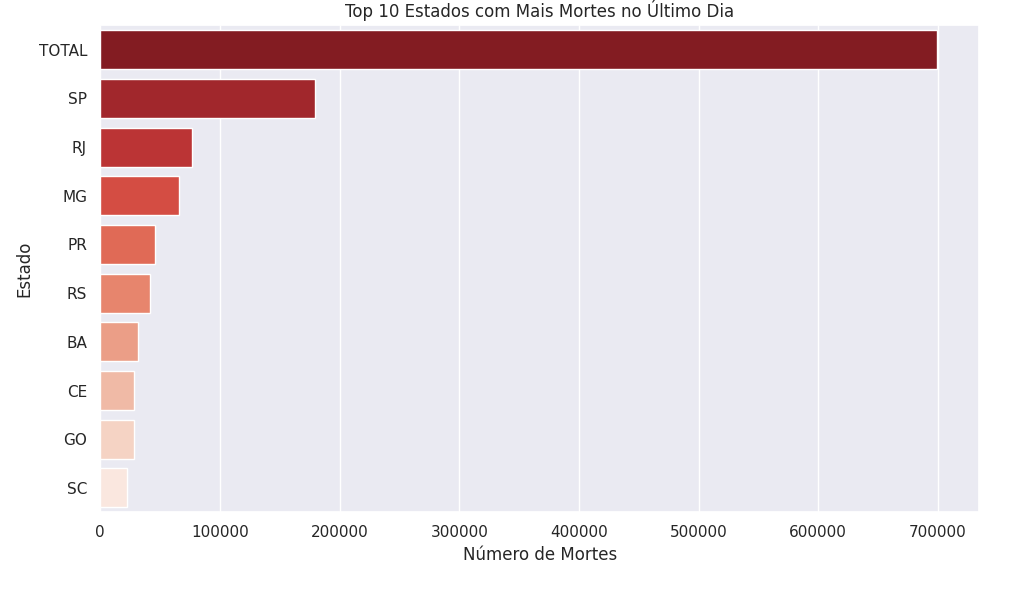 Top 10 Estados com Mais Mortes no Último Dia
Estado
TOTAL
SP
RJ
MG
PR
RS
BA
CE
GO
SC
0 100000 200000 300000 400000 500000 600000 700000
Número de Mortes